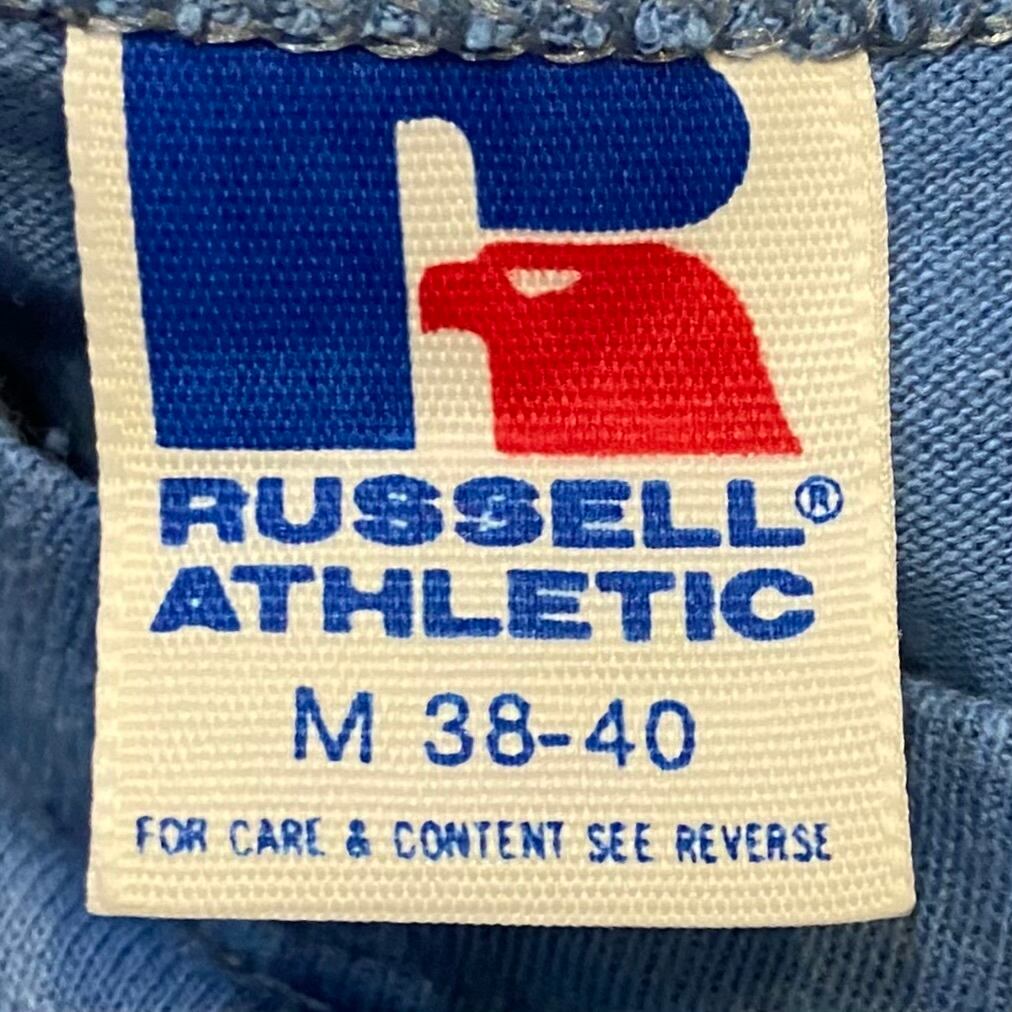 R
RUSSELL®
ATHLETIC
M 38-40
FOR CARE & CONTENT SEE REVERSE